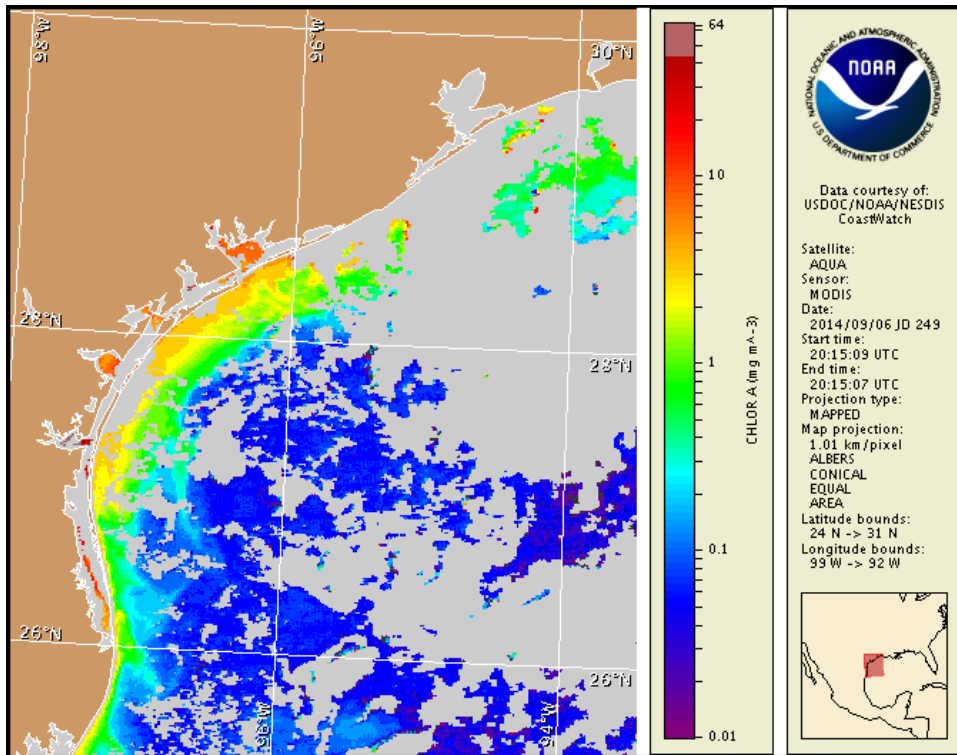 98°W
96°W
30°N
28°N
28°N
26°N
26°N
96°W
94°W
64
10
1
0.1
0.01
CHLOR A (mg m^-3)
NATIONAL OCEANIC AND ATMOSPHERIC ADMINISTRATION
NOAA
U.S. DEPARTMENT OF COMMERCE
Data courtesy of:
USDOC/NOAA/NESDIS
CoastWatch
Satellite:
AQUA
Sensor:
MODIS
Date:
2014/09/06 JD 249
Start time:
20:15:09 UTC
End time:
20:15:07 UTC
Projection type:
MAPPED
Map projection:
1.01 km/pixel
ALBERS
CONICAL
EQUAL
AREA
Latitude bounds:
24 N -> 31 N
Longitude bounds:
99 W -> 92 W